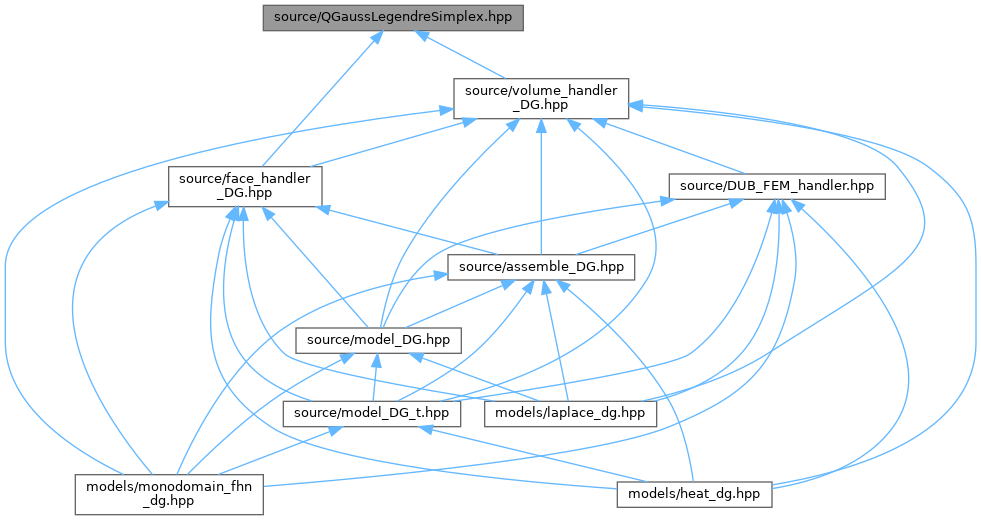 source/QGaussLegendreSimplex.hpp
source/volume_handler
_DG.hpp
source/face_handler
_DG.hpp
source/DUB_FEM_handler.hpp
source/assemble_DG.hpp
source/model_DG.hpp
source/model_DG_t.hpp
models/laplace_dg.hpp
models/monodomain_fhn
_dg.hpp
models/heat_dg.hpp